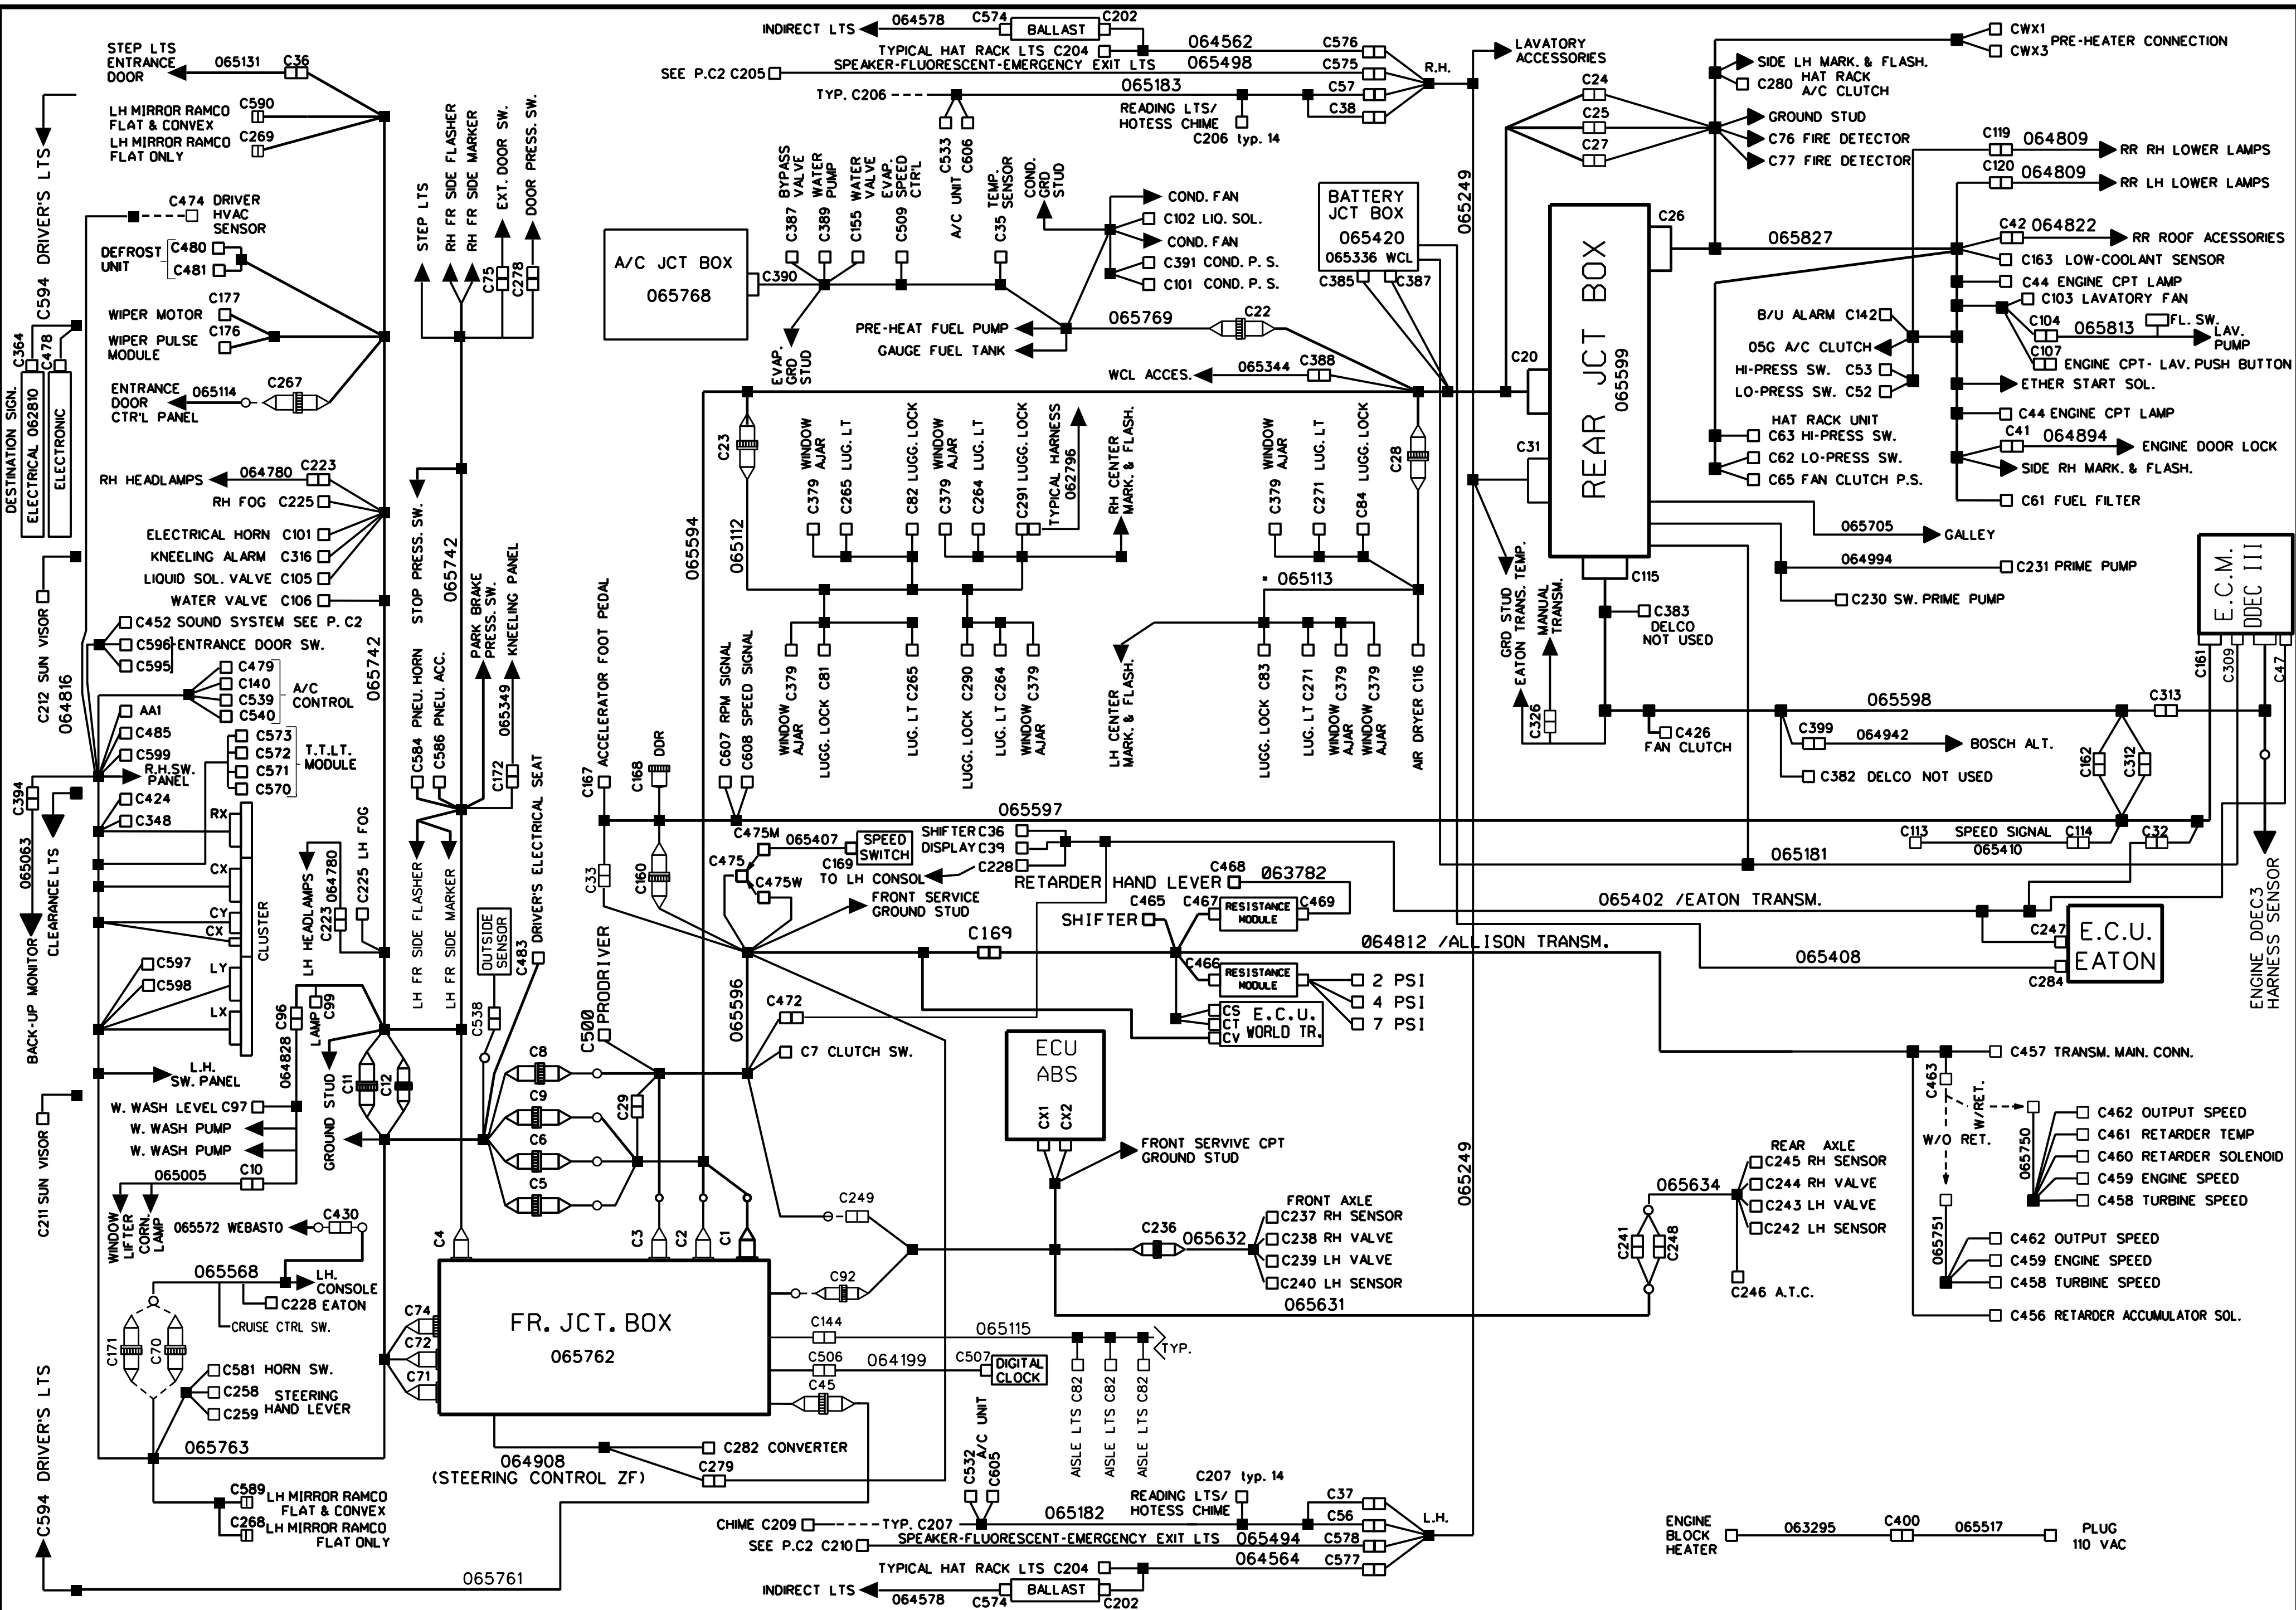 INDIRECT LTS 064578 C574 BALLAST C202
TYPICAL HAT RACK LTS C204 064562 C576
SEE P.C2 C205 SPEAKER-FLUORESCENT-EMERGENCY EXIT LTS 065498 C575 R.H.
TYP. C206 065183 C57
READING LTS/
HOTESS CHIME C38
C206 typ. 14
LAVATORY
ACCESSORIES
STEP LTS
ENTRANCE
DOOR 065131 C36
LH MIRROR RAMCO
FLAT & CONVEX C590
LH MIRROR RAMCO
FLAT ONLY C269
C594 DRIVER'S LTS
C474 DRIVER
HVAC
SENSOR
DEFROST
UNIT C480
C481
WIPER MOTOR C177
WIPER PULSE
MODULE C176
ENTRANCE
DOOR
CTR'L PANEL 065114 C267
DESTINATION SIGN.
C364
C478
ELECTRICAL 062810
ELECTRONIC
RH HEADLAMPS 064780 C223
RH FOG C225
ELECTRICAL HORN C101
KNEELING ALARM C316
LIQUID SOL. VALVE C105
WATER VALVE C106
C212 SUN VISOR
064816
C452 SOUND SYSTEM SEE P. C2
C596 ENTRANCE DOOR SW.
C595
C479
C140
C539
C540
A/C
CONTROL
065742
AA1
C485
C599
R.H.SW.
PANEL
C573
C572
C571
C570
T.T.LT.
MODULE
C424
C348
C394
065063
BACK-UP MONITOR
CLEARANCE LTS
RX
CX
CY
CX
LY
LX
CLUSTER
C597
C598
L.H.
SW. PANEL
LH HEADLAMPS
C223 064780
C225 LH FOG
C96
LAMP C99
064828
GROUND STUD
C11
C12
C211 SUN VISOR
W. WASH LEVEL C97
W. WASH PUMP
W. WASH PUMP
065005 C10
WINDOW
LIFTER
CORN.
LAMP
065572 WEBASTO C430
065568
LH.
CONSOLE
C228 EATON
CRUISE CTRL SW.
C171
C70
C581 HORN SW.
C258
C259
STEERING
HAND LEVER
065763
C589 LH MIRROR RAMCO
FLAT & CONVEX
C268 LH MIRROR RAMCO
FLAT ONLY
C594 DRIVER'S LTS
065761
STEP LTS
RH FR SIDE FLASHER
RH FR SIDE MARKER
C75 EXT. DOOR SW.
C278 DOOR PRESS. SW.
STOP PRESS. SW.
065742
C584 PNEU. HORN
C586 PNEU. ACC.
PARK BRAKE
PRESS. SW.
065349
C172
KNEELING PANEL
LH FR SIDE FLASHER
LH FR SIDE MARKER
OUTSIDE
SENSOR
C538
C483 DRIVER'S ELECTRICAL SEAT
C8
C9
C6
C5
C500 PRODRIVER
C29
C4
C3
C2
C1
C74
C72
C71
FR. JCT. BOX
065762
064908
(STEERING CONTROL ZF)
C282 CONVERTER
C279
C249
C92
C144 065115
C506 064199 C507 DIGITAL
CLOCK
C45
TYP.
AISLE LTS C82
AISLE LTS C82
AISLE LTS C82
A/C JCT BOX
065768
C390
C387 BYPASS
VALVE
C389 WATER
PUMP
C155 WATER
VALVE
C509 EVAP.
SPEED
CTR'L
C533
C606
A/C UNIT
C35 TEMP.
SENSOR
COND.
GRD
STUD
EVAP.
GRD
STUD
COND. FAN
C102 LIQ. SOL.
COND. FAN
C391 COND. P. S.
C101 COND. P. S.
PRE-HEAT FUEL PUMP
GAUGE FUEL TANK
065769 C22
WCL ACCES. 065344 C388
BATTERY
JCT BOX
065420
065336 WCL
C385
C387
065249
065594
065112
C23
WINDOW
AJAR C379
C265 LUG. LT
C82 LUGG. LOCK
WINDOW
AJAR C379
C264 LUG. LT
C291 LUGG. LOCK
TYPICAL HARNESS
062796
RH CENTER
MARK. & FLASH.
WINDOW
AJAR C379
C271 LUG. LT
C84 LUGG. LOCK
C28
* 065113
WINDOW C379
AJAR
LUGG. LOCK C81
LUG. LT C265
LUGG. LOCK C290
LUG. LT C264
WINDOW C379
AJAR
LH CENTER
MARK. & FLASH.
LUGG. LOCK C83
LUG. LT C271
WINDOW C379
AJAR
WINDOW C379
AJAR
AIR DRYER C116
C167 ACCELERATOR FOOT PEDAL
C168 DDR
C607 RPM SIGNAL
C608 SPEED SIGNAL
065597
C33
C160
C475M
C475
C475W
065407
SPEED
SWITCH
C169
TO LH CONSOL
SHIFTER C36
DISPLAY C39
C228
RETARDER HAND LEVER C468 063782
FRONT SERVICE
GROUND STUD
C465
SHIFTER
C467 RESISTANCE
MODULE C469
C169
C466 RESISTANCE
MODULE
2 PSI
4 PSI
7 PSI
CS
CT
CV
E.C.U.
WORLD TR.
064812 /ALLISON TRANSM.
065402 /EATON TRANSM.
065596
C472
C7 CLUTCH SW.
ECU
ABS
CX1
CX2
FRONT SERVIVE CPT
GROUND STUD
C236 065632
FRONT AXLE
C237 RH SENSOR
C238 RH VALVE
C239 LH VALVE
C240 LH SENSOR
065631
065249
065634
C241
C248
REAR AXLE
C245 RH SENSOR
C244 RH VALVE
C243 LH VALVE
C242 LH SENSOR
C246 A.T.C.
C24
C25
C27
CWX1
CWX3
PRE-HEATER CONNECTION
SIDE LH MARK. & FLASH.
C280 HAT RACK
A/C CLUTCH
GROUND STUD
C76 FIRE DETECTOR
C77 FIRE DETECTOR
REAR JCT BOX
065599
C26
C20
C31
C115
065827
C119 064809 RR RH LOWER LAMPS
C120 064809 RR LH LOWER LAMPS
C42 064822 RR ROOF ACESSORIES
C163 LOW-COOLANT SENSOR
C44 ENGINE CPT LAMP
C103 LAVATORY FAN
C104 065813 FL. SW.
LAV.
PUMP
C107 ENGINE CPT- LAV. PUSH BUTTON
ETHER START SOL.
C44 ENGINE CPT LAMP
C41 064894 ENGINE DOOR LOCK
SIDE RH MARK. & FLASH.
C61 FUEL FILTER
B/U ALARM C142
05G A/C CLUTCH
HI-PRESS SW. C53
LO-PRESS SW. C52
HAT RACK UNIT
C63 HI-PRESS SW.
C62 LO-PRESS SW.
C65 FAN CLUTCH P.S.
065705 GALLEY
064994 C231 PRIME PUMP
C230 SW. PRIME PUMP
GRD STUD
EATON TRANS. TEMP.
MANUAL
TRANSM.
C326
C383
DELCO
NOT USED
065598
C426
FAN CLUTCH
C399 064942 BOSCH ALT.
C382 DELCO NOT USED
C313
C162
C312
E.C.M.
DDEC III
C161
C309
C47
C113 SPEED SIGNAL C114
065410
C32
065181
ENGINE DDEC3
HARNESS SENSOR
C247
E.C.U.
EATON
C284
065408
C457 TRANSM. MAIN. CONN.
C463
W/RET.
W/O RET.
065750
C462 OUTPUT SPEED
C461 RETARDER TEMP
C460 RETARDER SOLENOID
C459 ENGINE SPEED
C458 TURBINE SPEED
065751
C462 OUTPUT SPEED
C459 ENGINE SPEED
C458 TURBINE SPEED
C456 RETARDER ACCUMULATOR SOL.
C532
A/C UNIT
C605
C207 typ. 14
READING LTS/
HOTESS CHIME
CHIME C209 TYP. C207 065182
C37
C56
L.H.
SEE P.C2 C210 SPEAKER-FLUORESCENT-EMERGENCY EXIT LTS 065494 C578
TYPICAL HAT RACK LTS C204 064564 C577
INDIRECT LTS 064578 C574 BALLAST C202
ENGINE
BLOCK
HEATER 063295 C400 065517 PLUG
110 VAC